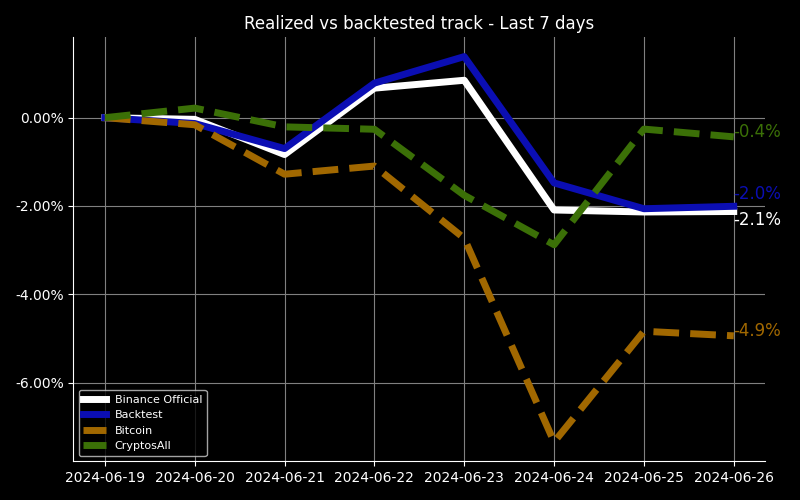 Realized vs backtested track - Last 7 days
0.00%
-2.00%
-4.00%
-6.00%
-0.4%
-2.0%
-2.1%
-4.9%
Binance Official
Backtest
Bitcoin
CryptosAll
2024-06-19 2024-06-20 2024-06-21 2024-06-22 2024-06-23 2024-06-24 2024-06-25 2024-06-26